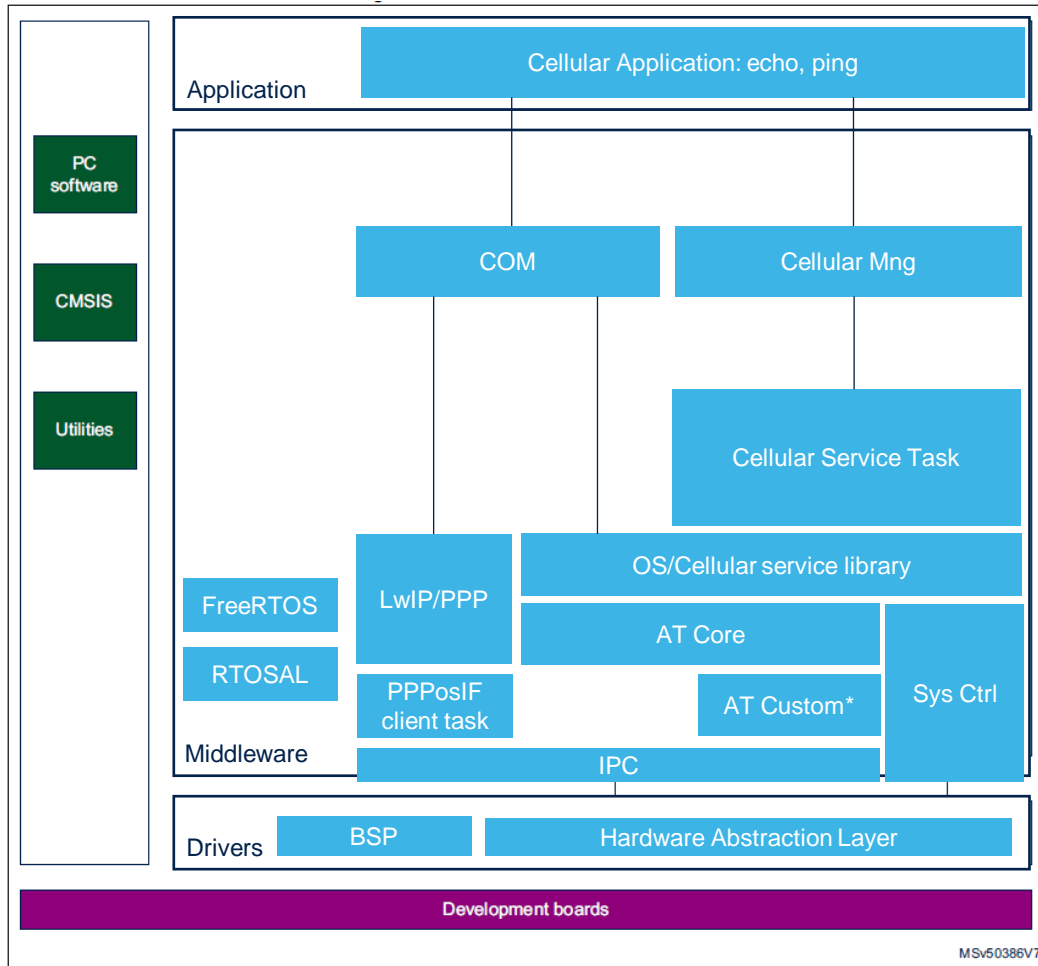 Cellular Application: echo, ping
Application
PC
software
CMSIS
Utilities
COM
Cellular Mng
Cellular Service Task
OS/Cellular service library
LwIP/PPP
FreeRTOS
AT Core
RTOSAL
PPPosIF
client task
AT Custom*
Sys Ctrl
Middleware
IPC
Drivers
BSP
Hardware Abstraction Layer
Development boards
MSv50386V7